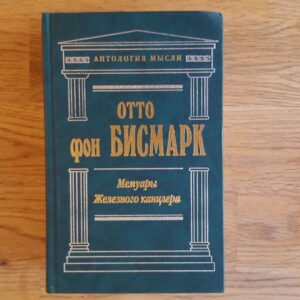 АНТОЛОГИЯ МЫСЛИ
ОТТО
фон БИСМАРК
Мемуары
Железного канцлера